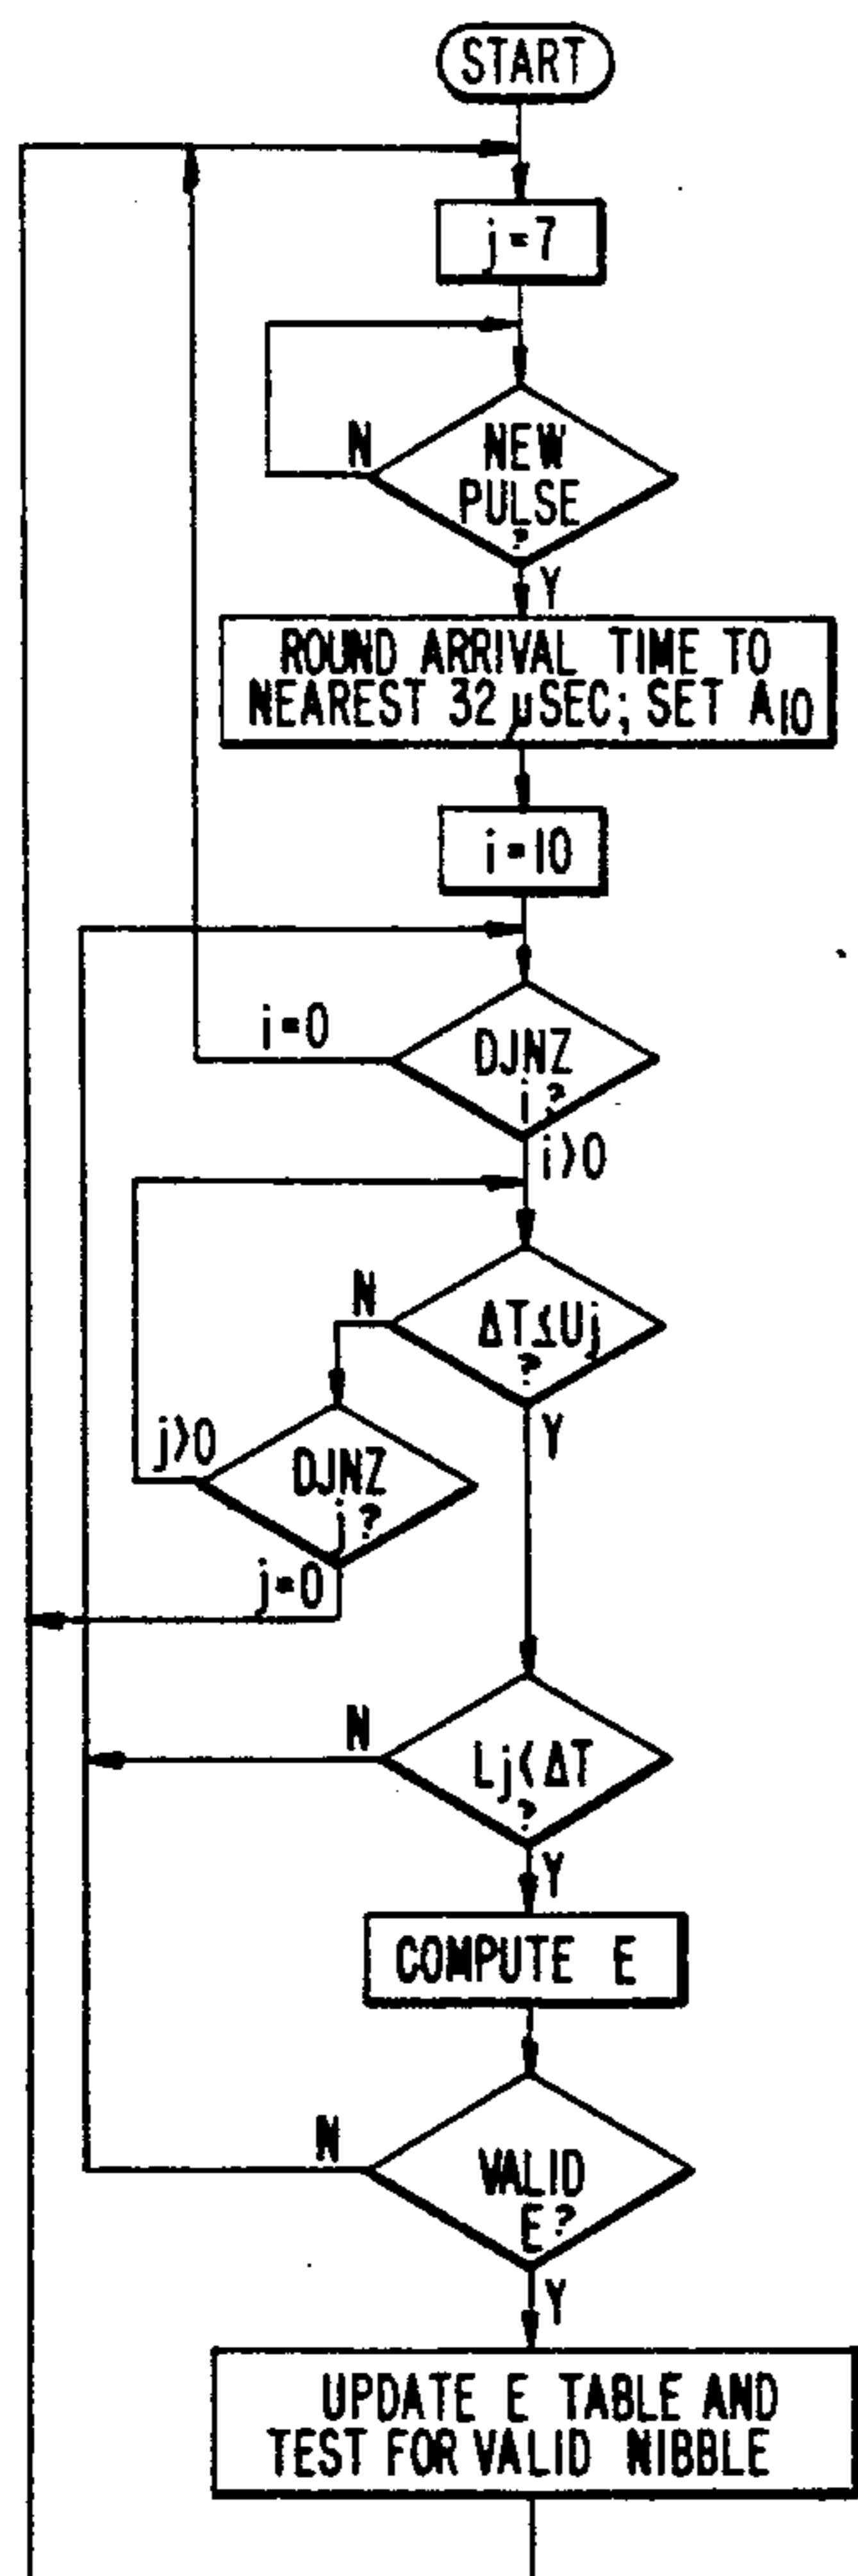 START
j=7
N
NEW
PULSE
?
Y
ROUND ARRIVAL TIME TO
NEAREST 32 µSEC; SET A10
i=10
i=0
DJNZ
i?
i>0
N
ΔT≤Uj
?
Y
j>0
DJNZ
j?
j=0
N
Lj<ΔT
?
Y
COMPUTE E
N
VALID
E?
Y
UPDATE E TABLE AND
TEST FOR VALID NIBBLE